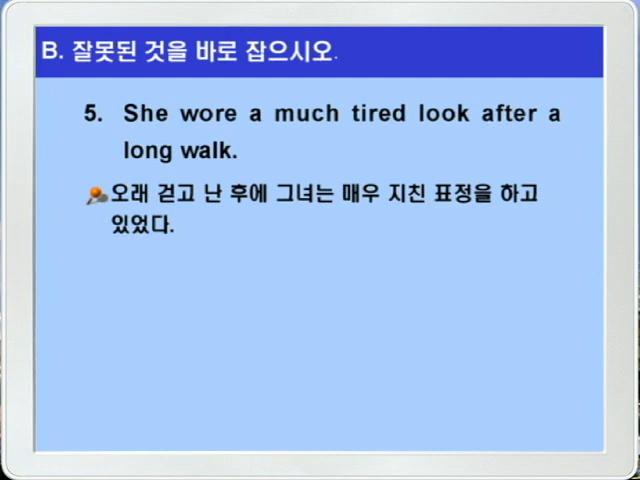 B. 잘못된 것을 바로 잡으시오.
5. She wore a much tired look after a
long walk.
오래 걷고 난 후에 그녀는 매우 지친 표정을 하고
있었다.